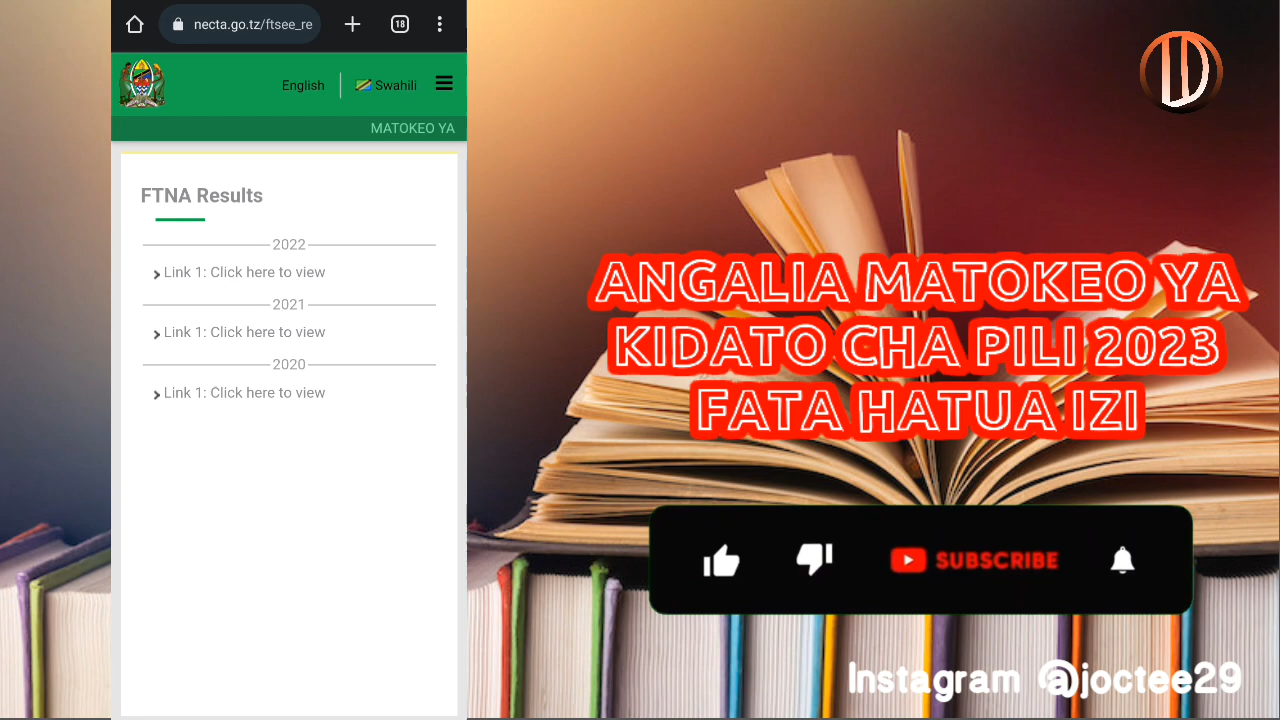 necta.go.tz/ftsee_re
18
English
Swahili
MATOKEO YA
FTNA Results
2022
Link 1: Click here to view
2021
Link 1: Click here to view
2020
Link 1: Click here to view
ANGALIA MATOKEO YA
KIDATO CHA PILI 2023
FATA HATUA IZI
SUBSCRIBE
Instagram @joctee29